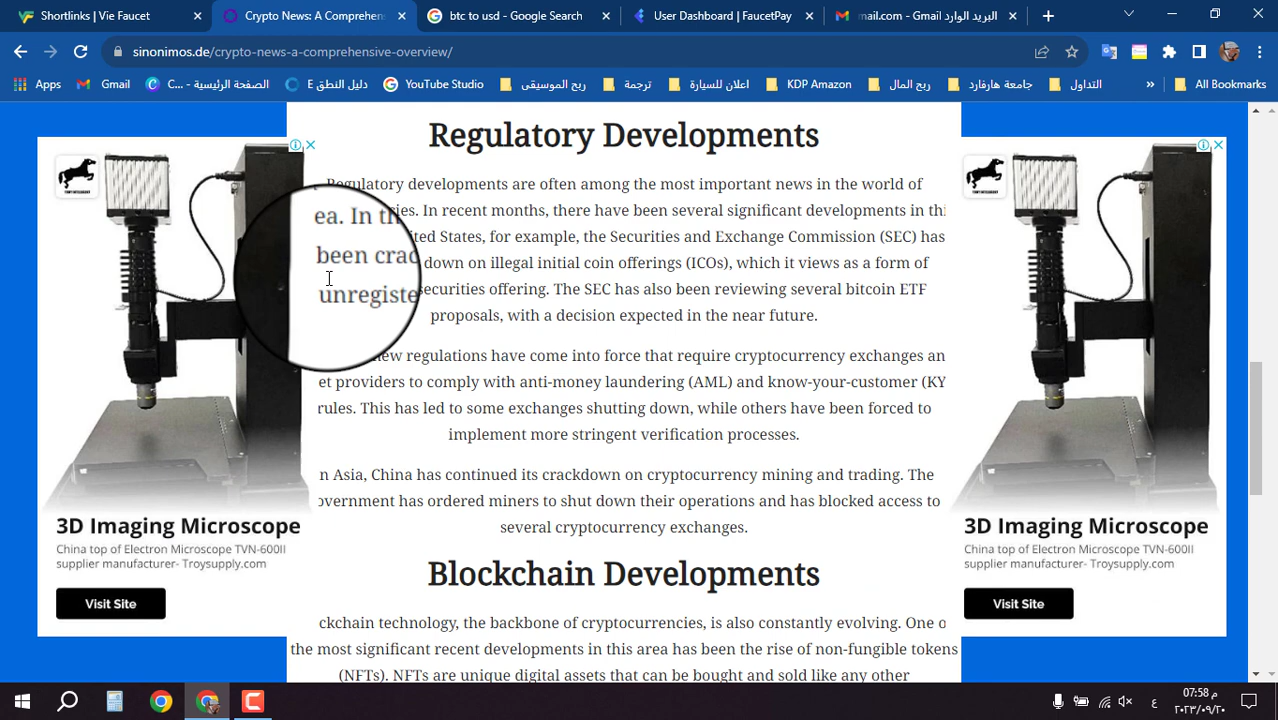 Shortlinks | Vie Faucet
Crypto News: A Comprehen
btc to usd - Google Search
User Dashboard | FaucetPay
البريد الوارد mail.com - Gmail
sinonimos.de/crypto-news-a-comprehensive-overview/
Apps
Gmail
الصفحة الرئيسية - ...C
دليل النطق E
YouTube Studio
ربح الموسيقى
ترجمة
اعلان للسيارة
KDP Amazon
ربح المال
جامعة هارفارد
التداول
»
All Bookmarks
Regulatory Developments
Regulatory developments are often among the most important news in the world of
ries. In recent months, there have been several significant developments in thi
ited States, for example, the Securities and Exchange Commission (SEC) has
down on illegal initial coin offerings (ICOs), which it views as a form of
securities offering. The SEC has also been reviewing several bitcoin ETF
proposals, with a decision expected in the near future.
ea. In th
been crac
unregiste
new regulations have come into force that require cryptocurrency exchanges an
et providers to comply with anti-money laundering (AML) and know-your-customer (KY
rules. This has led to some exchanges shutting down, while others have been forced to
implement more stringent verification processes.
n Asia, China has continued its crackdown on cryptocurrency mining and trading. The
overnment has ordered miners to shut down their operations and has blocked access to
several cryptocurrency exchanges.
Blockchain Developments
ckchain technology, the backbone of cryptocurrencies, is also constantly evolving. One o
the most significant recent developments in this area has been the rise of non-fungible tokens
(NFTs). NFTs are unique digital assets that can be bought and sold like any other
3D Imaging Microscope
China top of Electron Microscope TVN-600II
supplier manufacturer- Troysupply.com
Visit Site
3D Imaging Microscope
China top of Electron Microscope TVN-600II
supplier manufacturer- Troysupply.com
Visit Site
ع
07:58 م
٢٠٢٣/٠٩/٢٠